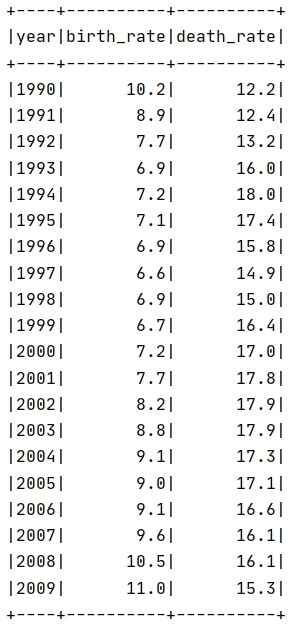 +----+----------+----------+
|year|birth_rate|death_rate|
+----+----------+----------+
|1990|      10.2|      12.2|
|1991|       8.9|      12.4|
|1992|       7.7|      13.2|
|1993|       6.9|      16.0|
|1994|       7.2|      18.0|
|1995|       7.1|      17.4|
|1996|       6.9|      15.8|
|1997|       6.6|      14.9|
|1998|       6.9|      15.0|
|1999|       6.7|      16.4|
|2000|       7.2|      17.0|
|2001|       7.7|      17.8|
|2002|       8.2|      17.9|
|2003|       8.8|      17.9|
|2004|       9.1|      17.3|
|2005|       9.0|      17.1|
|2006|       9.1|      16.6|
|2007|       9.6|      16.1|
|2008|      10.5|      16.1|
|2009|      11.0|      15.3|
+----+----------+----------+